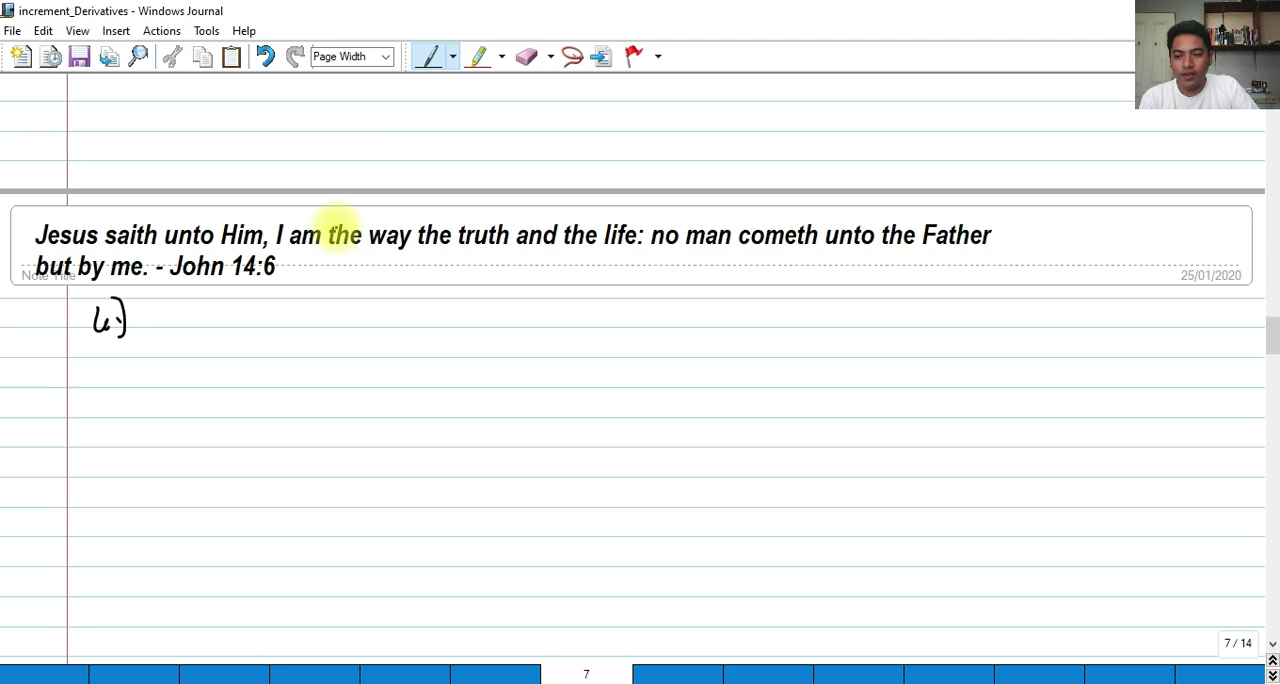 increment_Derivatives - Windows Journal
File Edit View Insert Actions Tools Help
Page Width
Jesus saith unto Him, I am the way the truth and the life: no man cometh unto the Father
but by me. - John 14:6
Note Title
25/01/2020
7 / 14
7